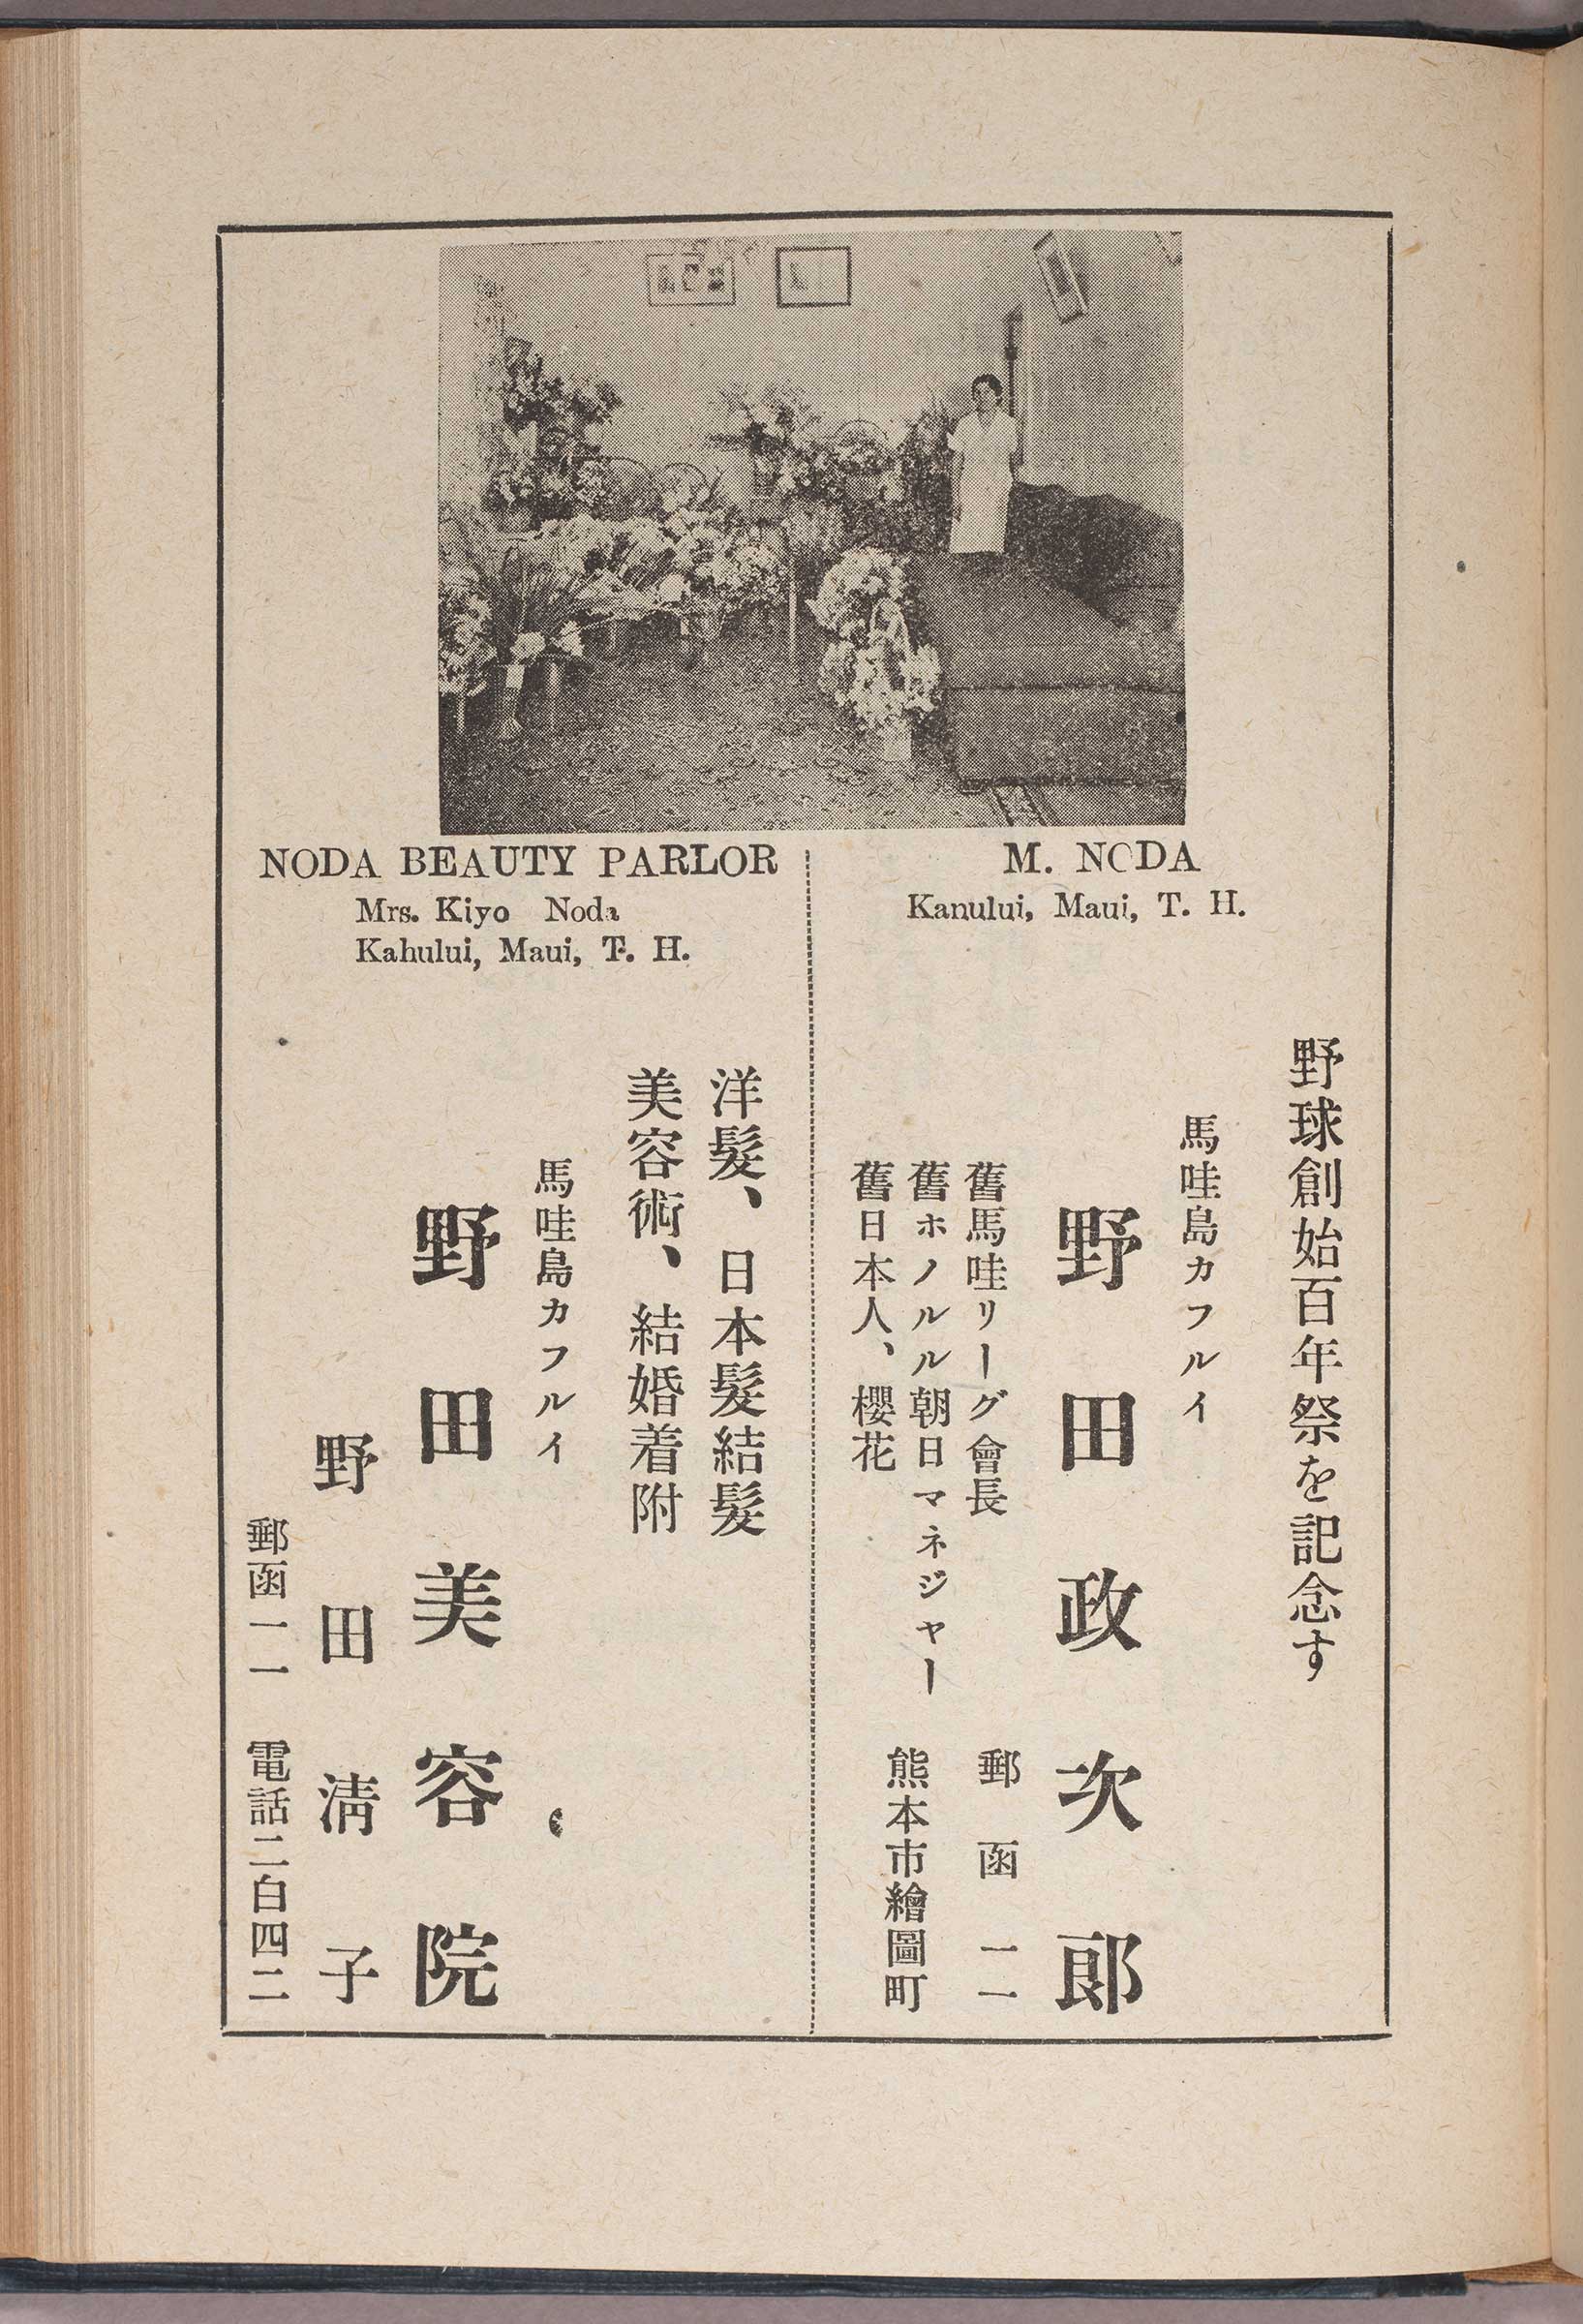 M. NODA
Kanului, Maui, T. H.
野球創始百年祭を記念す
馬哇島カフルイ
野田政次郎
舊馬哇リーグ會長
舊ホノルル朝日マネジャー
舊日本人、櫻花
郵函一一
熊本市繪圖町
NODA BEAUTY PARLOR
Mrs. Kiyo Noda
Kahului, Maui, T. H.
洋髮、日本髮結髮
美容術、結婚着附
馬哇島カフルイ
野田美容院
野田淸子
郵函一一 電話二白四二